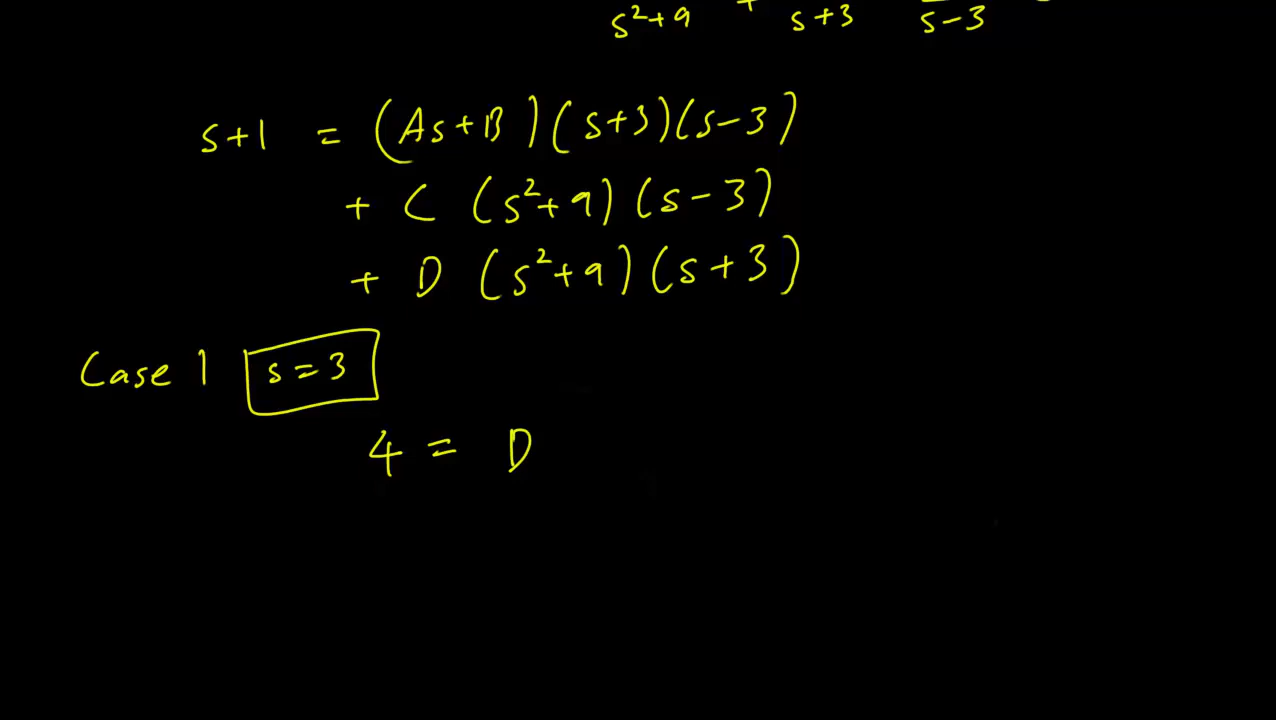 s²+9 + s+3 s-3
s+1 = (As+B)(s+3)(s-3)
+ C (s²+9)(s-3)
+ D (s²+9)(s+3)
Case 1 s=3
4 = D